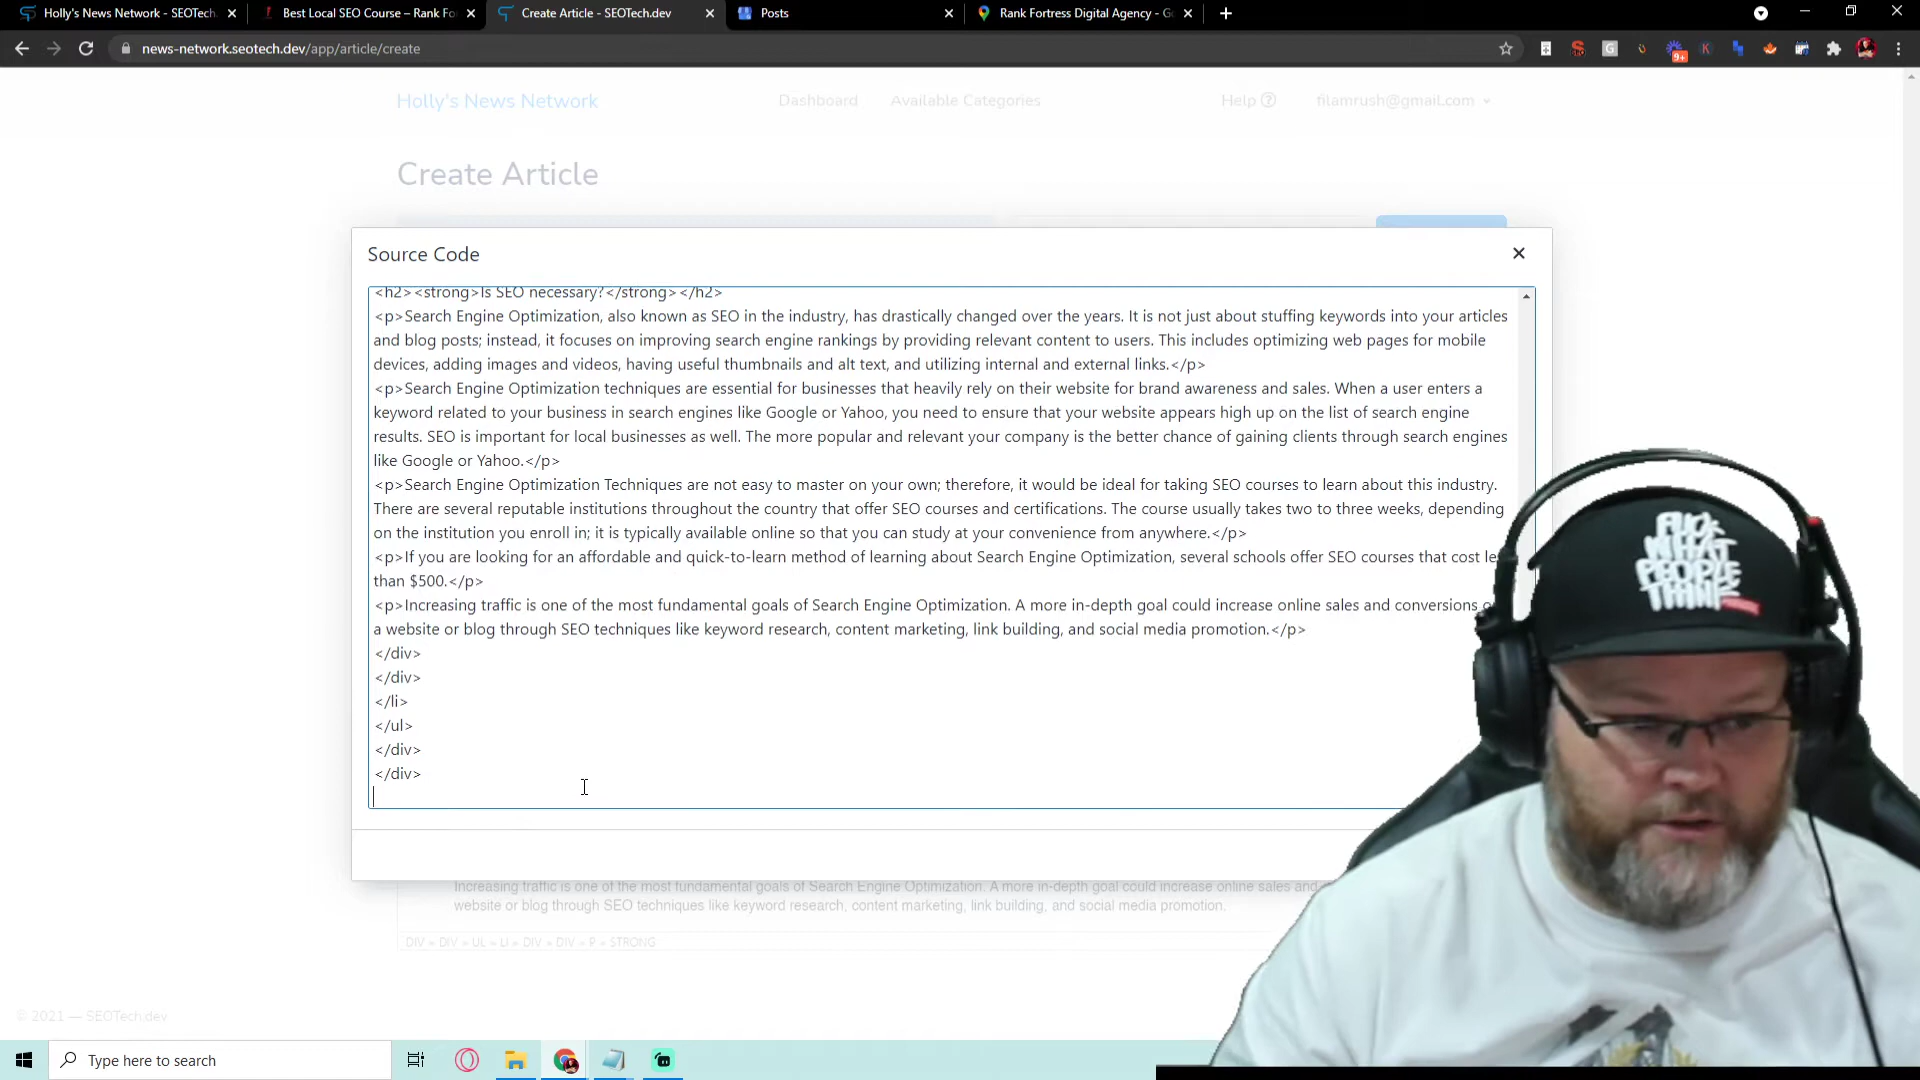 Holly's News Network - SEOTech.
Best Local SEO Course – Rank Fo
Create Article - SEOTech.dev
Posts
Rank Fortress Digital Agency - G
news-network.seotech.dev/app/article/create
9+
Holly's News Network
Dashboard
Available Categories
Help
filamrush@gmail.com
Create Article
Source Code
<h2><strong>Is SEO necessary?</strong></h2>
<p>Search Engine Optimization, also known as SEO in the industry, has drastically changed over the years. It is not just about stuffing keywords into your articles
and blog posts; instead, it focuses on improving search engine rankings by providing relevant content to users. This includes optimizing web pages for mobile
devices, adding images and videos, having useful thumbnails and alt text, and utilizing internal and external links.</p>
<p>Search Engine Optimization techniques are essential for businesses that heavily rely on their website for brand awareness and sales. When a user enters a
keyword related to your business in search engines like Google or Yahoo, you need to ensure that your website appears high up on the list of search engine
results. SEO is important for local businesses as well. The more popular and relevant your company is the better chance of gaining clients through search engines
like Google or Yahoo.</p>
<p>Search Engine Optimization Techniques are not easy to master on your own; therefore, it would be ideal for taking SEO courses to learn about this industry.
There are several reputable institutions throughout the country that offer SEO courses and certifications. The course usually takes two to three weeks, depending
on the institution you enroll in; it is typically available online so that you can study at your convenience from anywhere.</p>
<p>If you are looking for an affordable and quick-to-learn method of learning about Search Engine Optimization, several schools offer SEO courses that cost le
than $500.</p>
<p>Increasing traffic is one of the most fundamental goals of Search Engine Optimization. A more in-depth goal could increase online sales and conversions
a website or blog through SEO techniques like keyword research, content marketing, link building, and social media promotion.</p>
</div>
</div>
</li>
</ul>
</div>
</div>
Increasing traffic is one of the most fundamental goals of Search Engine Optimization. A more in-depth goal could increase online sales and
website or blog through SEO techniques like keyword research, content marketing, link building, and social media promotion.
DIV » DIV » UL » LI » DIV » DIV » P » STRONG
© 2021 — SEOTech.dev
FUCK
WHAT
PEOPLE
THINK
Type here to search